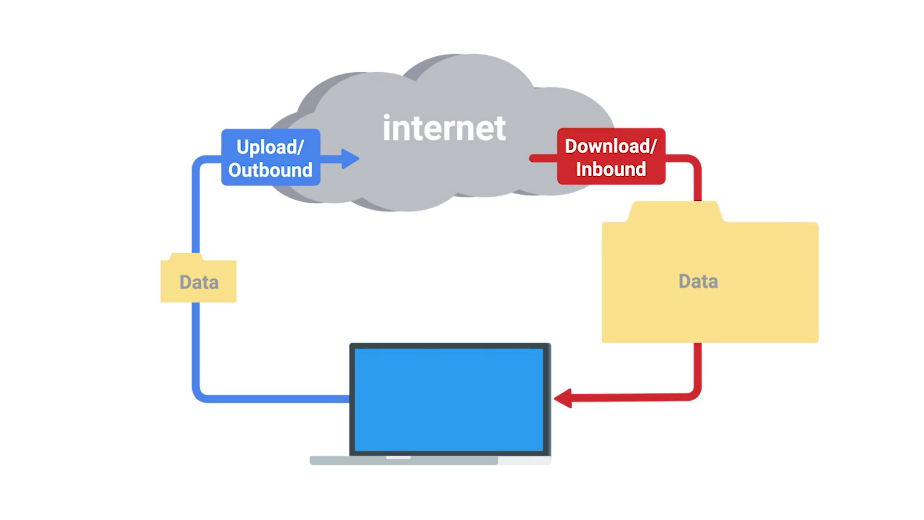 internet
Upload/
Outbound
Download/
Inbound
Data
Data